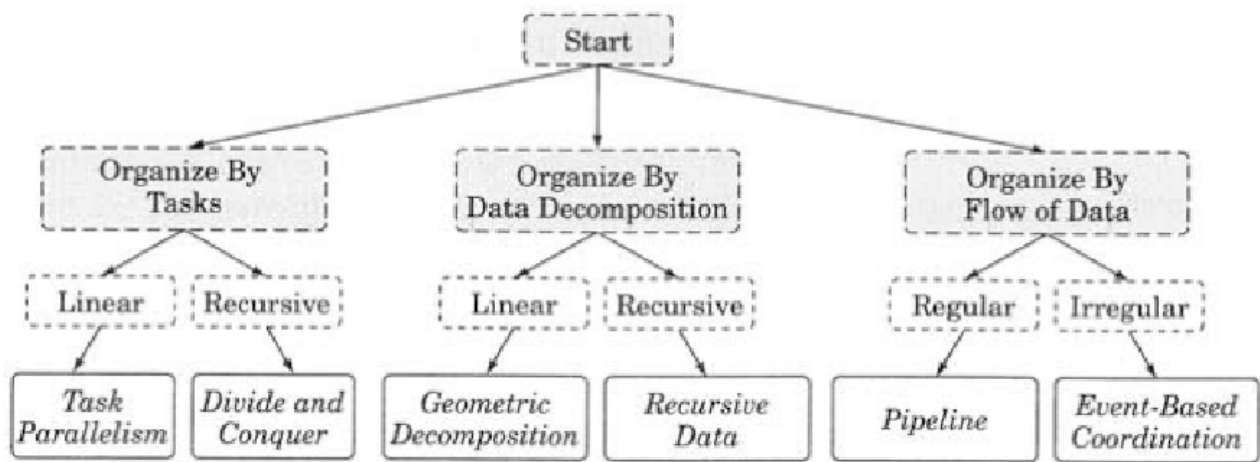 Start
Organize By
Tasks
Organize By
Data Decomposition
Organize By
Flow of Data
Linear
Recursive
Linear
Recursive
Regular
Irregular
Task
Parallelism
Divide and
Conquer
Geometric
Decomposition
Recursive
Data
Pipeline
Event-Based
Coordination